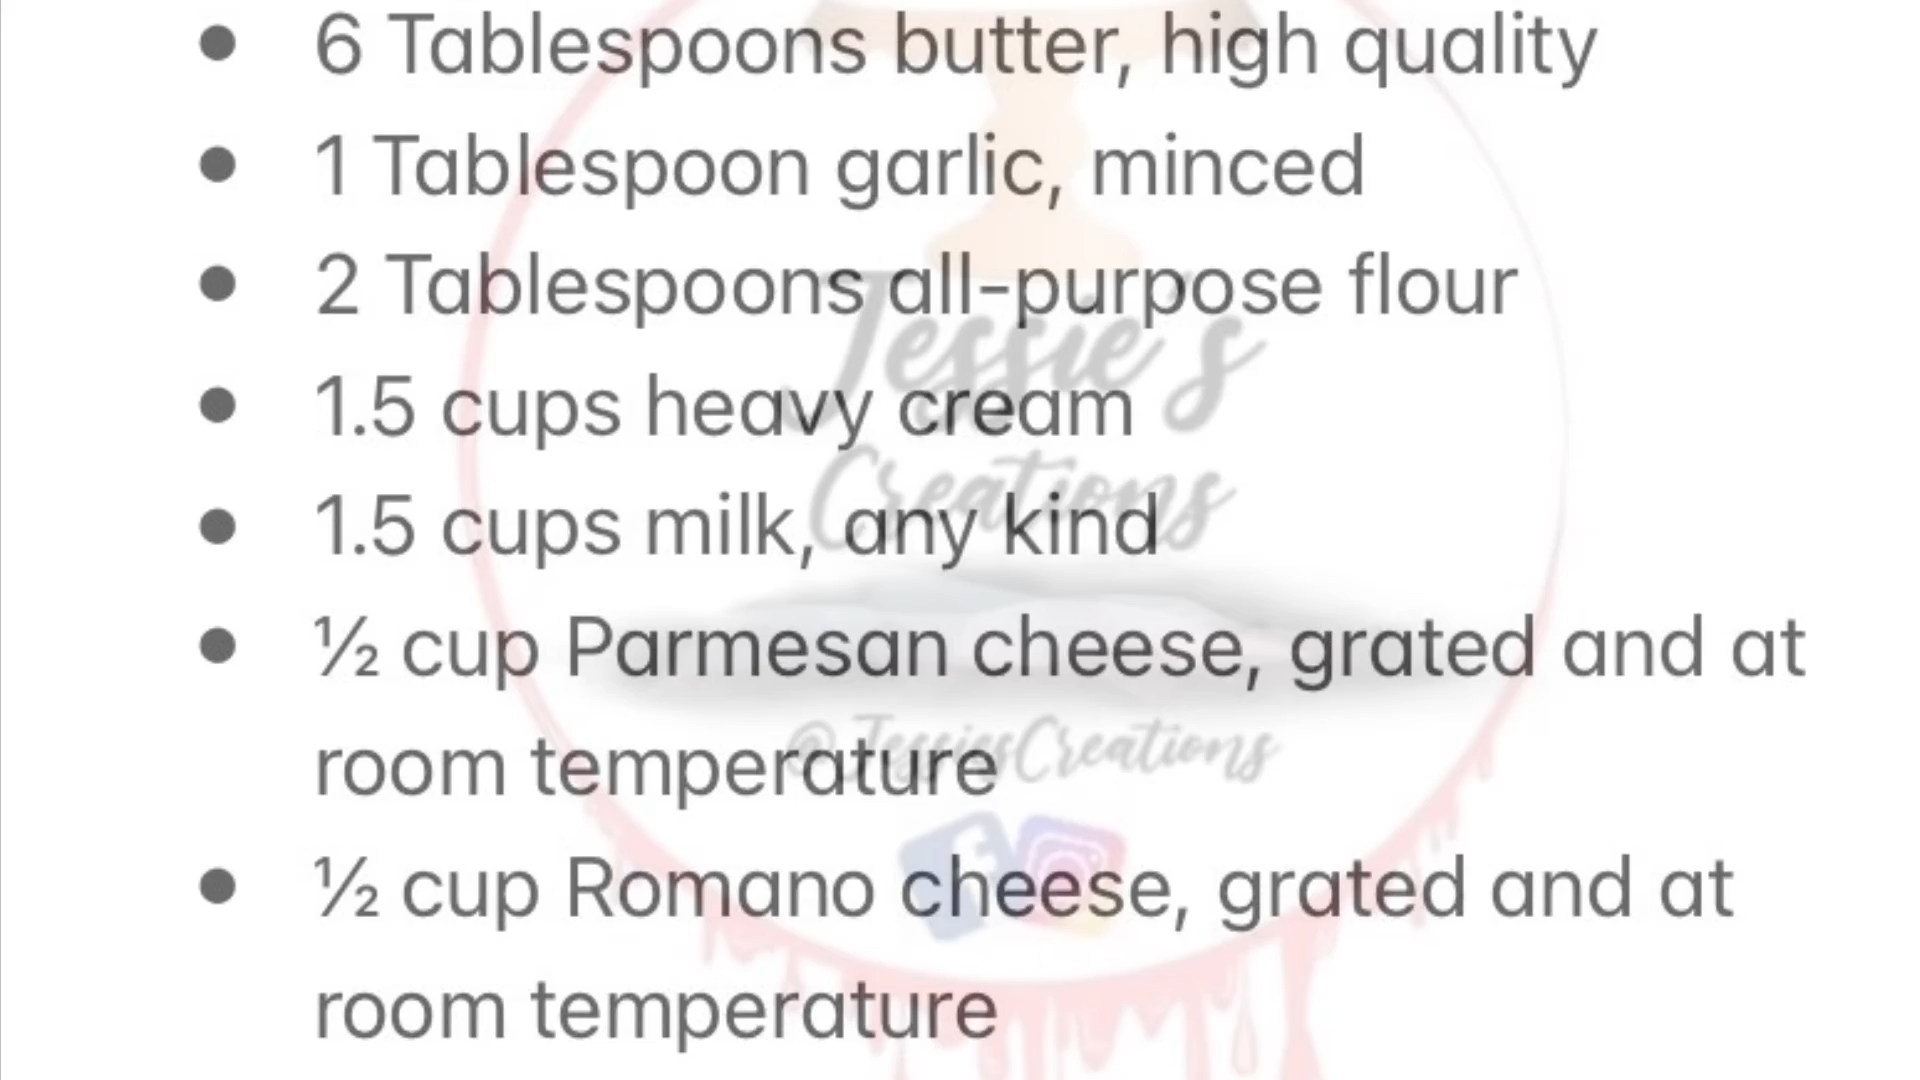 • 6 Tablespoons butter, high quality
• 1 Tablespoon garlic, minced
• 2 Tablespoons all-purpose flour
Jessie's
• 1.5 cups heavy cream
Creations
• 1.5 cups milk, any kind
• ½ cup Parmesan cheese, grated and at
room temperature
@JessiesCreations
• ½ cup Romano cheese, grated and at
room temperature